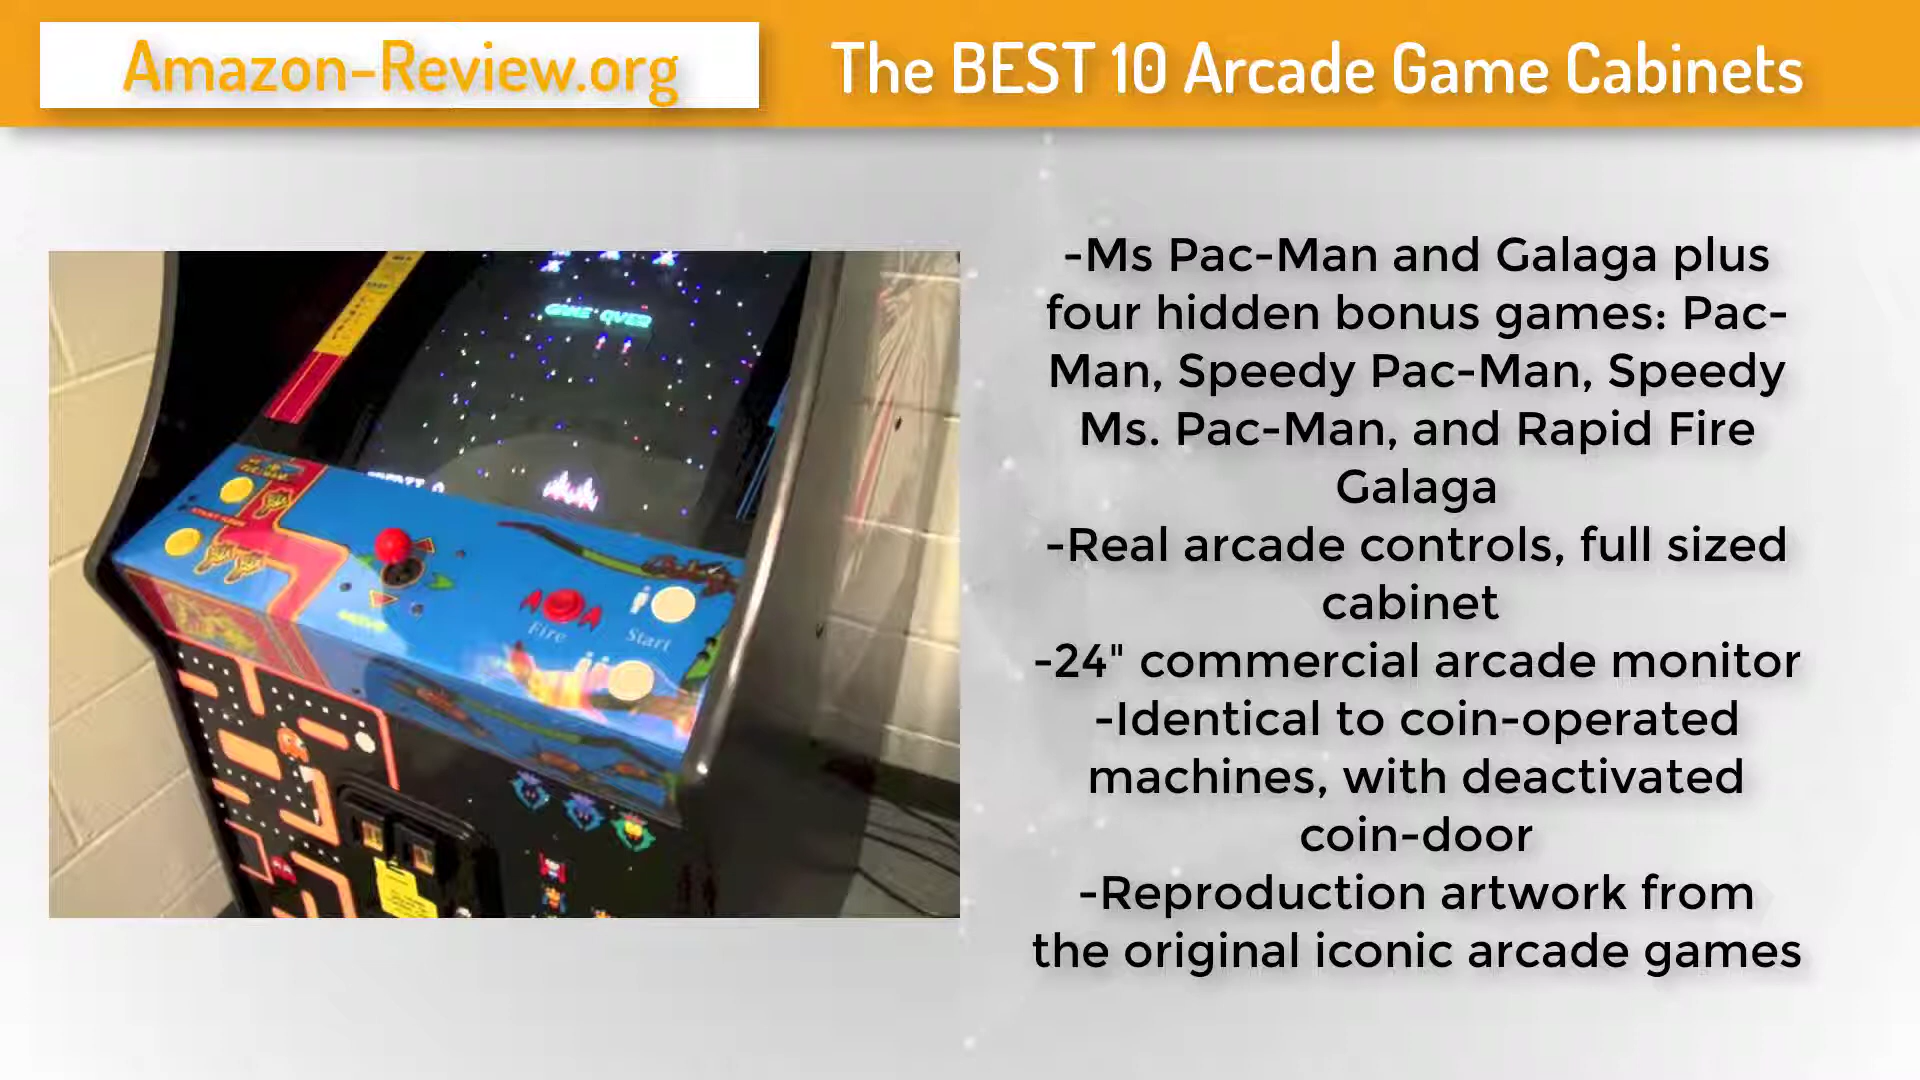 Amazon-Review.org
The BEST 10 Arcade Game Cabinets
-Ms Pac-Man and Galaga plus
four hidden bonus games: Pac-
Man, Speedy Pac-Man, Speedy
Ms. Pac-Man, and Rapid Fire
Galaga
-Real arcade controls, full sized
cabinet
-24" commercial arcade monitor
-Identical to coin-operated
machines, with deactivated
coin-door
-Reproduction artwork from
the original iconic arcade games
GAME OVER
Fire
Start